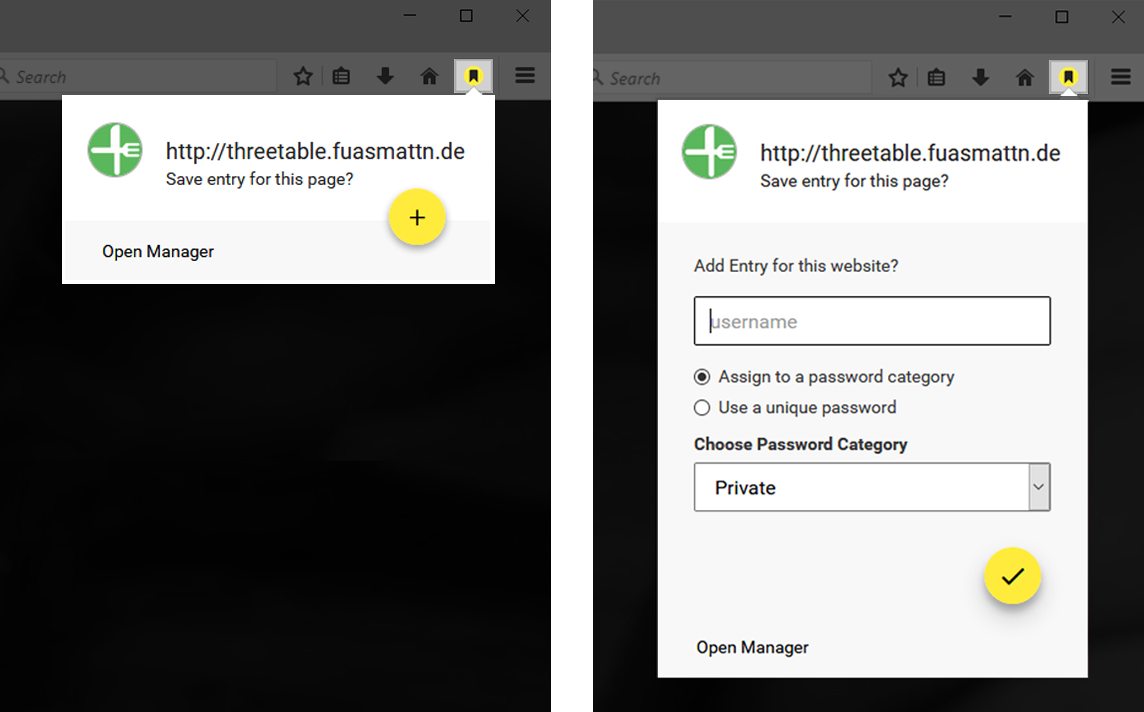 Search
http://threetable.fuasmattn.de
Save entry for this page?
Open Manager
Search
http://threetable.fuasmattn.de
Save entry for this page?
Add Entry for this website?
username
Assign to a password category
Use a unique password
Choose Password Category
Private
Open Manager